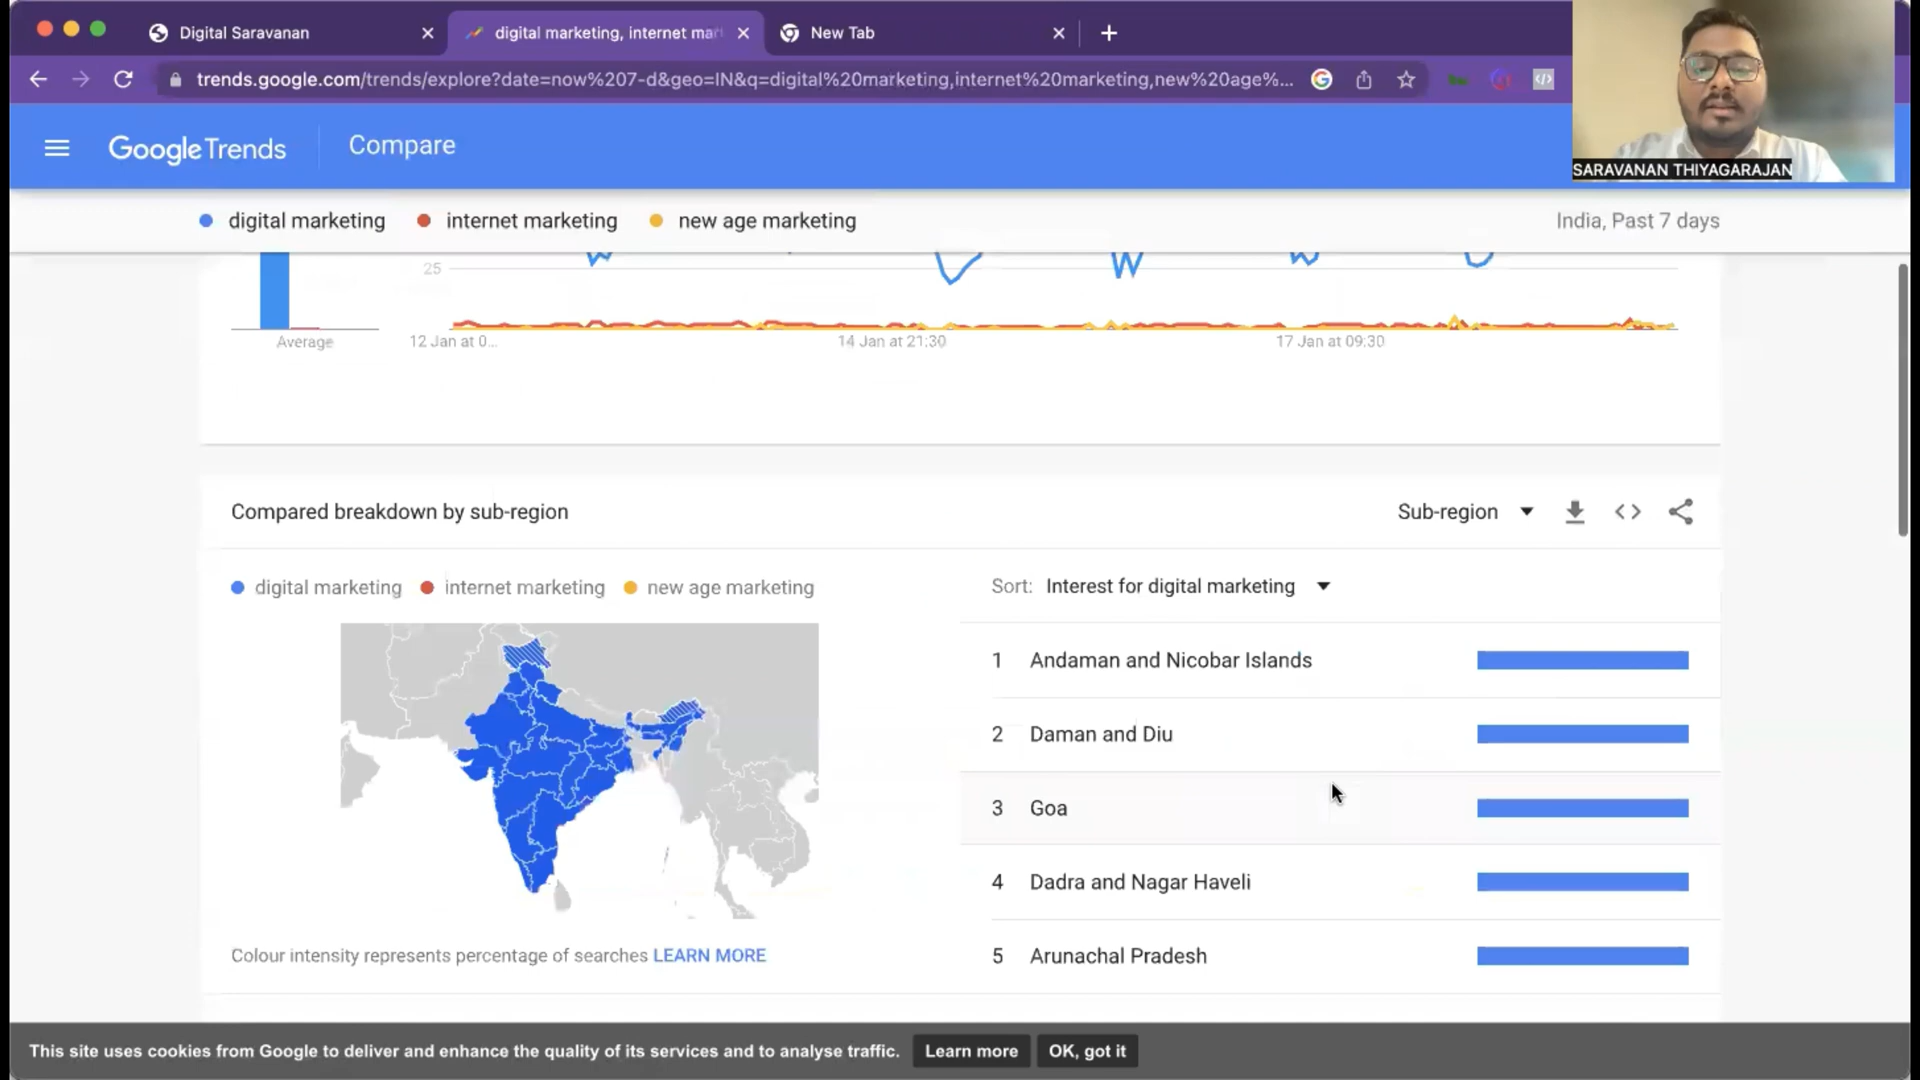 Digital Saravanan
digital marketing, internet mar
New Tab
trends.google.com/trends/explore?date=now%207-d&geo=IN&q=digital%20marketing,internet%20marketing,new%20age%...
SARAVANAN THIYAGARAJAN
Google Trends
Compare
digital marketing
internet marketing
new age marketing
India, Past 7 days
25
Average
12 Jan at 0...
14 Jan at 21:30
17 Jan at 09:30
Compared breakdown by sub-region
Sub-region
digital marketing
internet marketing
new age marketing
Sort: Interest for digital marketing
1 Andaman and Nicobar Islands
2 Daman and Diu
3 Goa
4 Dadra and Nagar Haveli
5 Arunachal Pradesh
Colour intensity represents percentage of searches LEARN MORE
This site uses cookies from Google to deliver and enhance the quality of its services and to analyse traffic.
Learn more
OK, got it